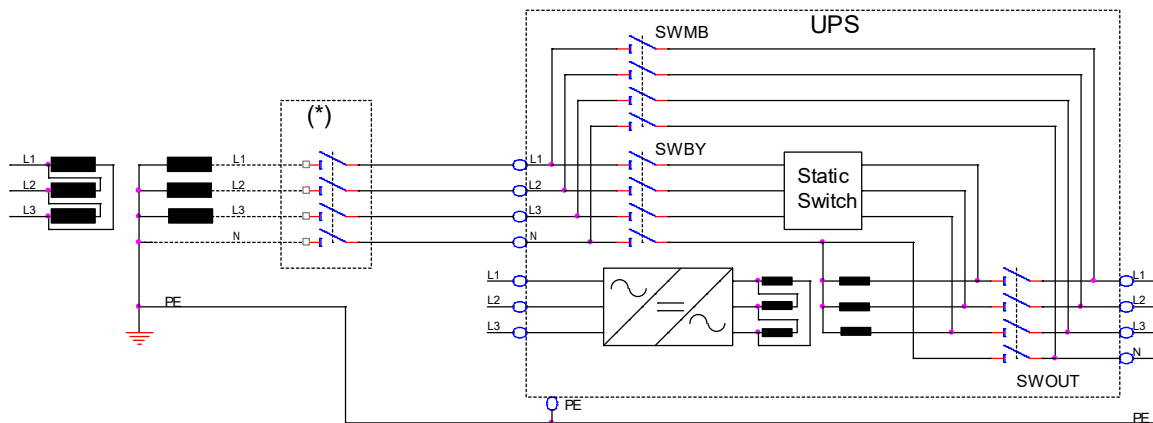 UPS
SWMB
(*)
L1
L2
L3
L1
L2
L3
N
L1
L2
L3
N
SWBY
Static
Switch
L1
L2
L3
L1
L2
L3
N
PE
SWOUT
PE
PE